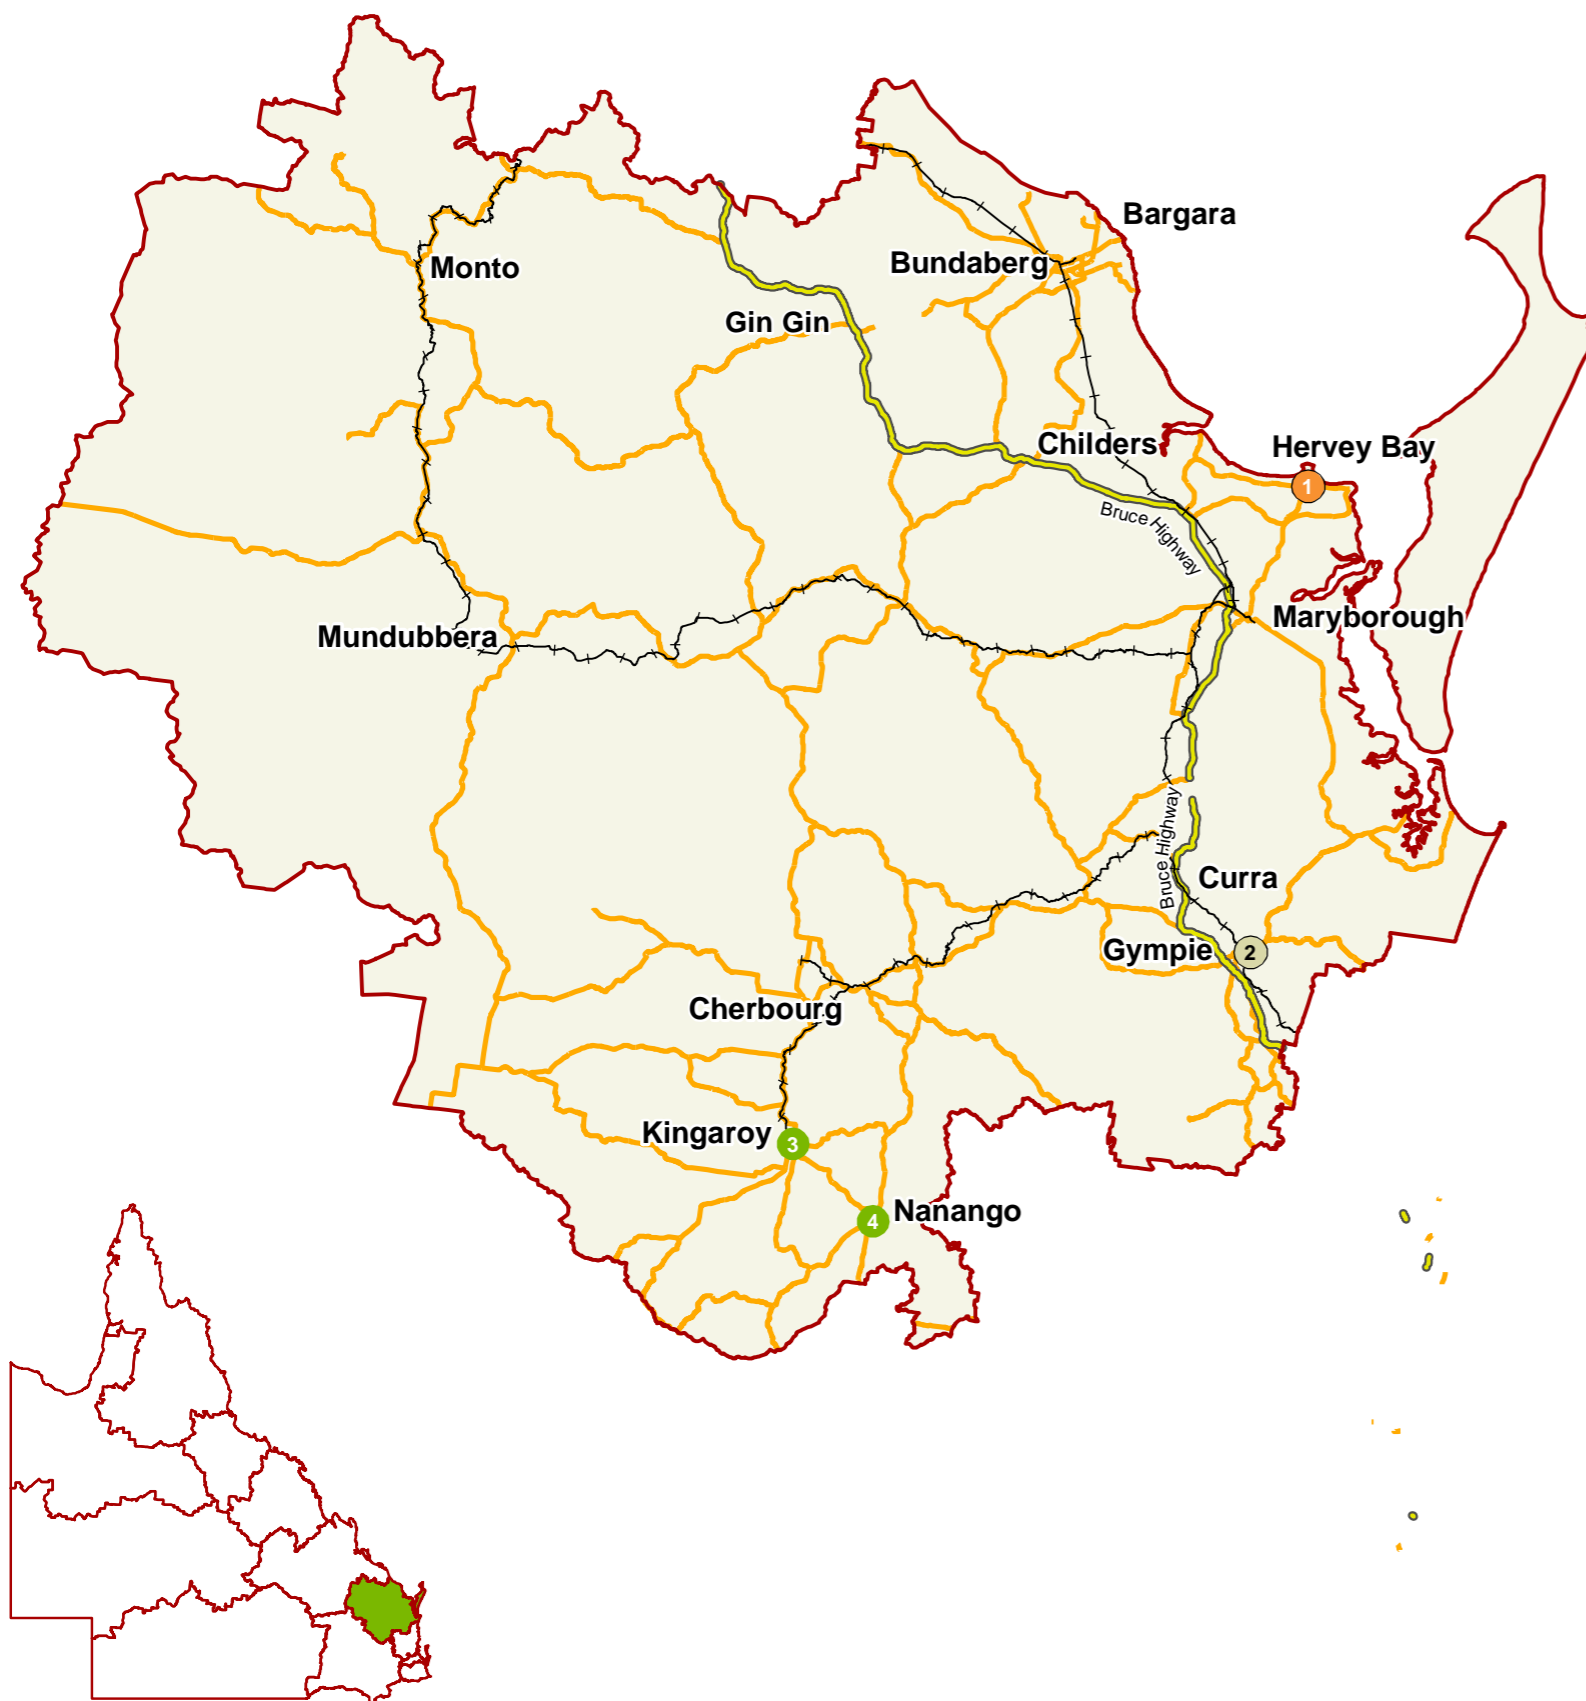 Bargara
Bundaberg
Monto
Gin Gin
Childers
Hervey Bay
1
Bruce Highway
Maryborough
Mundubbera
Bruce Highway
Curra
Gympie
2
Cherbourg
Kingaroy
3
Nanango
4